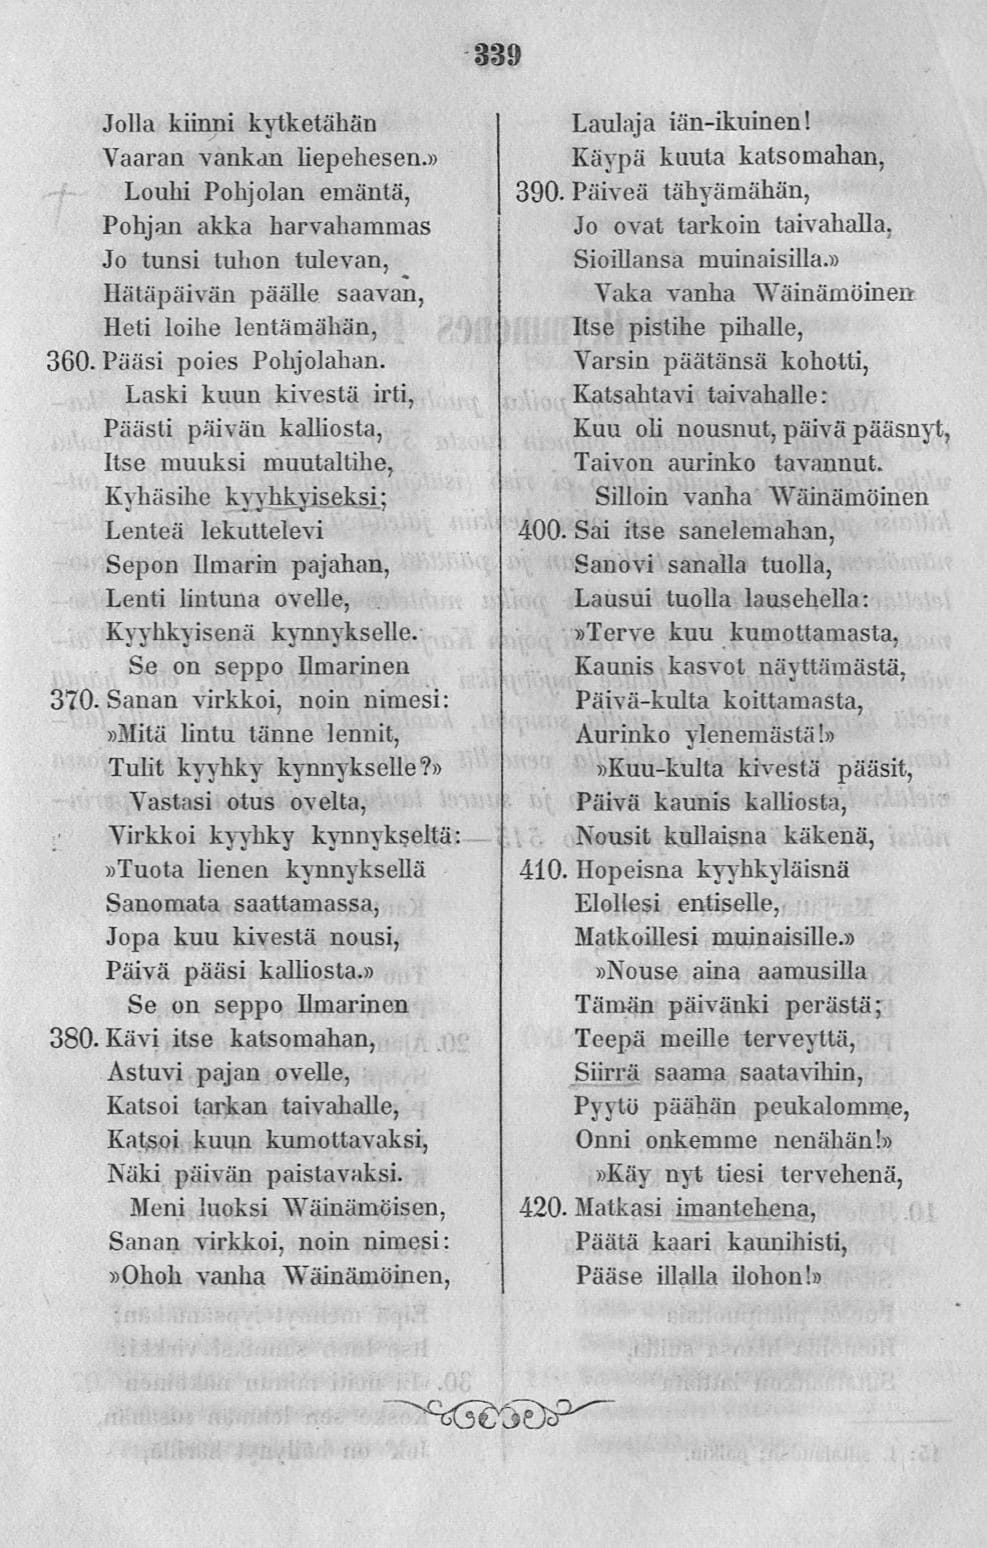 339
Jolla kiinni kytketähän
Vaaran vankan liepehesen.»
Louhi Pohjolan emäntä,
Pohjan akka harvahammas
Jo tunsi tuhon tulevan,
Hätäpäivän päälle saavan,
Heti loihe lentämähän,
360. Pääsi poies Pohjolahan.
Laski kuun kivestä irti,
Päästi päivän kalliosta,
Itse muuksi muutaltihe,
Kyhäsihe kyyhkyiseksi;
Lenteä lekuttelevi
Sepon Ilmarin pajahan,
Lenti lintuna ovelle,
Kyyhkyisenä kynnykselle.
Se on seppo Ilmarinen
370. Sanan virkkoi, noin nimesi:
»Mitä lintu tänne lennit,
Tulit kyyhky kynnykselle?»
Vastasi otus ovelta,
Virkkoi kyyhky kynnykseltä:
»Tuota lienen kynnyksellä
Sanomata saattamassa,
Jopa kuu kivestä nousi,
Päivä pääsi kalliosta.»
Se on seppo Ilmarinen
380. Kävi itse katsomahan,
Astuvi pajan ovelle,
Katsoi tarkan taivahalle,
Katsoi kuun kumottavaksi,
Näki päivän paistavaksi.
Meni luoksi Wäinämöisen,
Sanan virkkoi, noin nimesi:
»Ohoh vanha Wäinämöinen,
Laulaja iän-ikuinen!
Käypä kuuta katsomahan,
390. Päiveä tähyämähän,
Jo ovat tarkoin taivahalla,
Sioillansa muinaisilla.»
Vaka vanha Wäinämöinen
Itse pistihe pihalle,
Varsin päätänsä kohotti,
Katsahtavi taivahalle:
Kuu oli nousnut, päivä pääsnyt,
Taivon aurinko tavannut.
Silloin vanha Wäinämöinen
400. Sai itse sanelemahan,
Sanovi sanalla tuolla,
Lausui tuolla lausehella:
»Terve kuu kumottamasta,
Kaunis kasvot näyttämästä,
Päivä-kulta koittamasta,
Aurinko ylenemästä!»
»Kuu-kulta kivestä pääsit,
Päivä kaunis kalliosta,
Nousit kullaisna käkenä,
410. Hopeisna kyyhkyläisnä
Elollesi entiselle,
Matkoillesi muinaisille.»
»Nouse aina aamusilla
Tämän päivänki perästä;
Teepä meille terveyttä,
Siirrä saama saatavihin,
Pyytö päähän peukalomme,
Onni onkemme nenähän!»
»Käy nyt tiesi tervehenä,
420. Matkasi imantehena,
Päätä kaari kaunihisti,
Pääse illalla ilohon!»